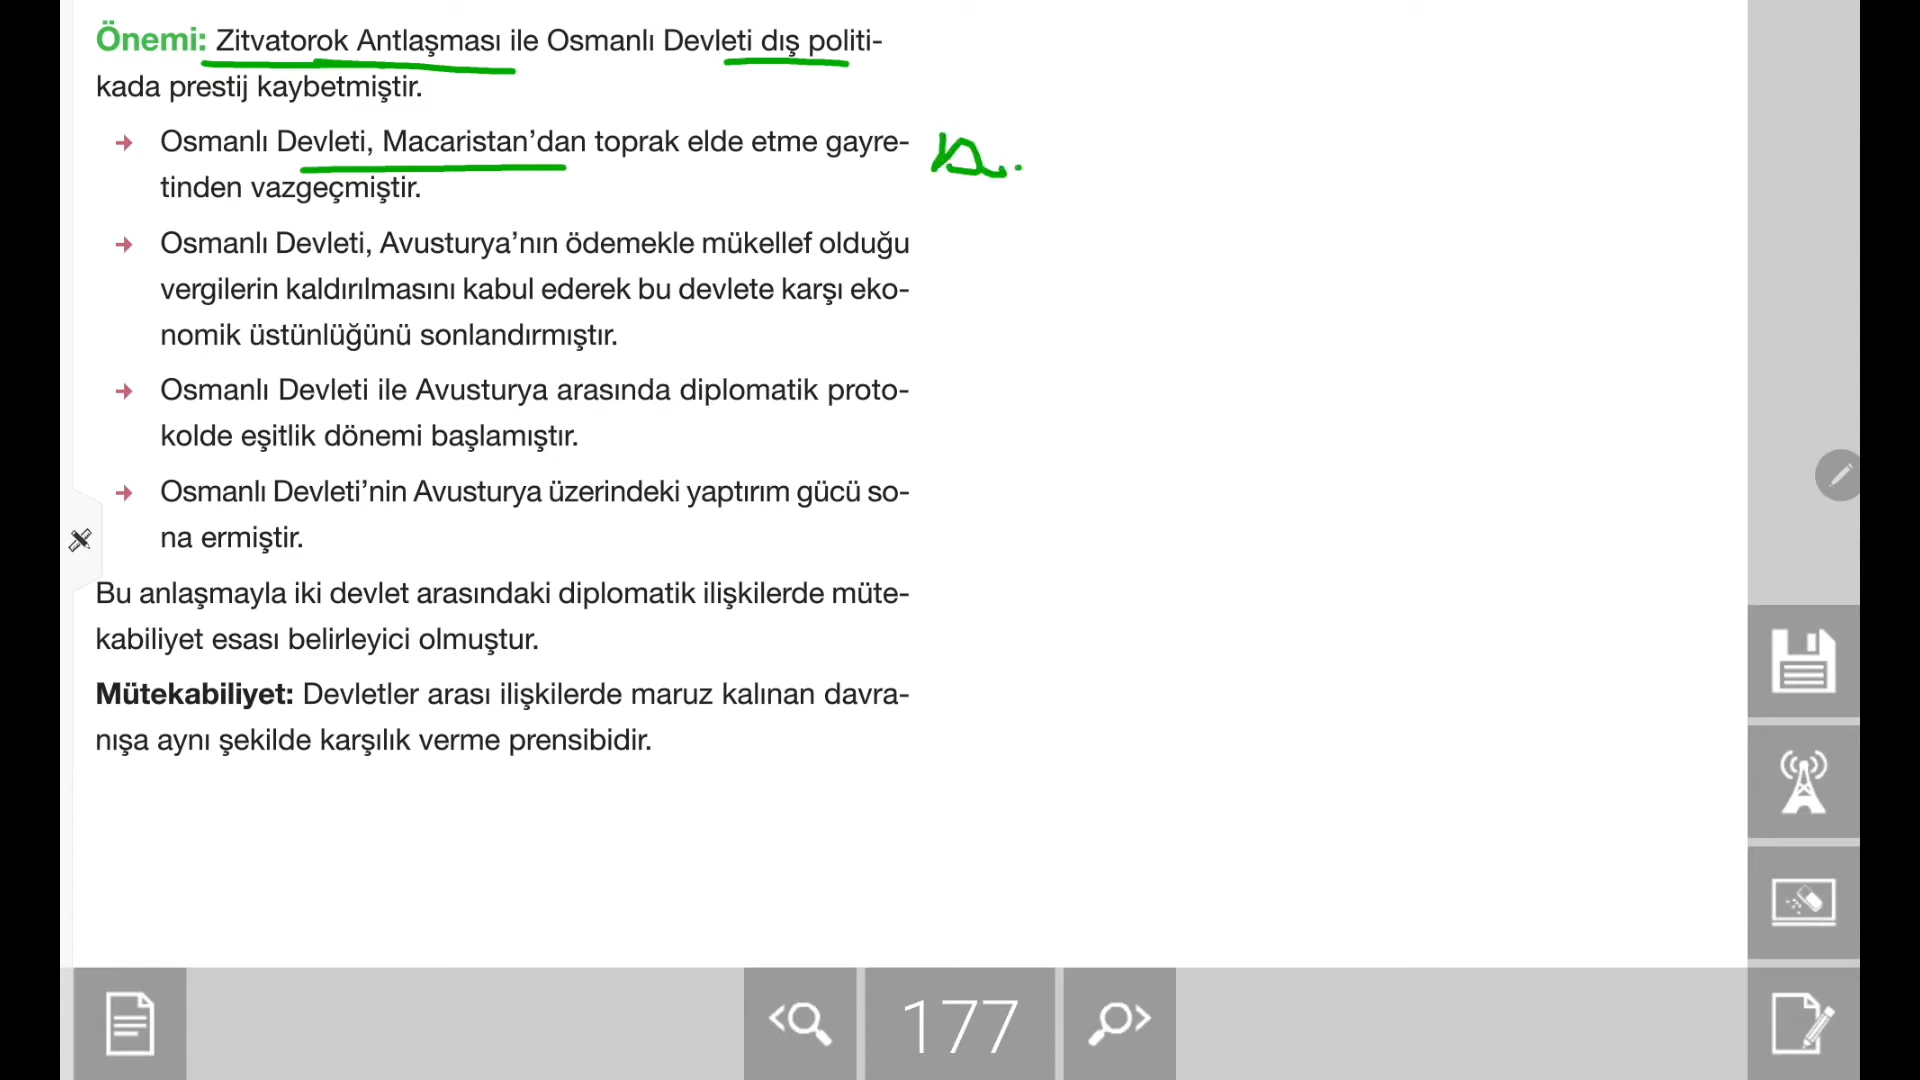 Önemi: Zitvatorok Antlaşması ile Osmanlı Devleti dış politi-
kada prestij kaybetmiştir.
Osmanlı Devleti, Macaristan’dan toprak elde etme gayre-
tinden vazgeçmiştir.
Osmanlı Devleti, Avusturya’nın ödemekle mükellef olduğu
vergilerin kaldırılmasını kabul ederek bu devlete karşı eko-
nomik üstünlüğünü sonlandırmıştır.
Osmanlı Devleti ile Avusturya arasında diplomatik proto-
kolde eşitlik dönemi başlamıştır.
Osmanlı Devleti’nin Avusturya üzerindeki yaptırım gücü so-
na ermiştir.
Bu anlaşmayla iki devlet arasındaki diplomatik ilişkilerde müte-
kabiliyet esası belirleyici olmuştur.
Mütekabiliyet: Devletler arası ilişkilerde maruz kalınan davra-
nışa aynı şekilde karşılık verme prensibidir.
177